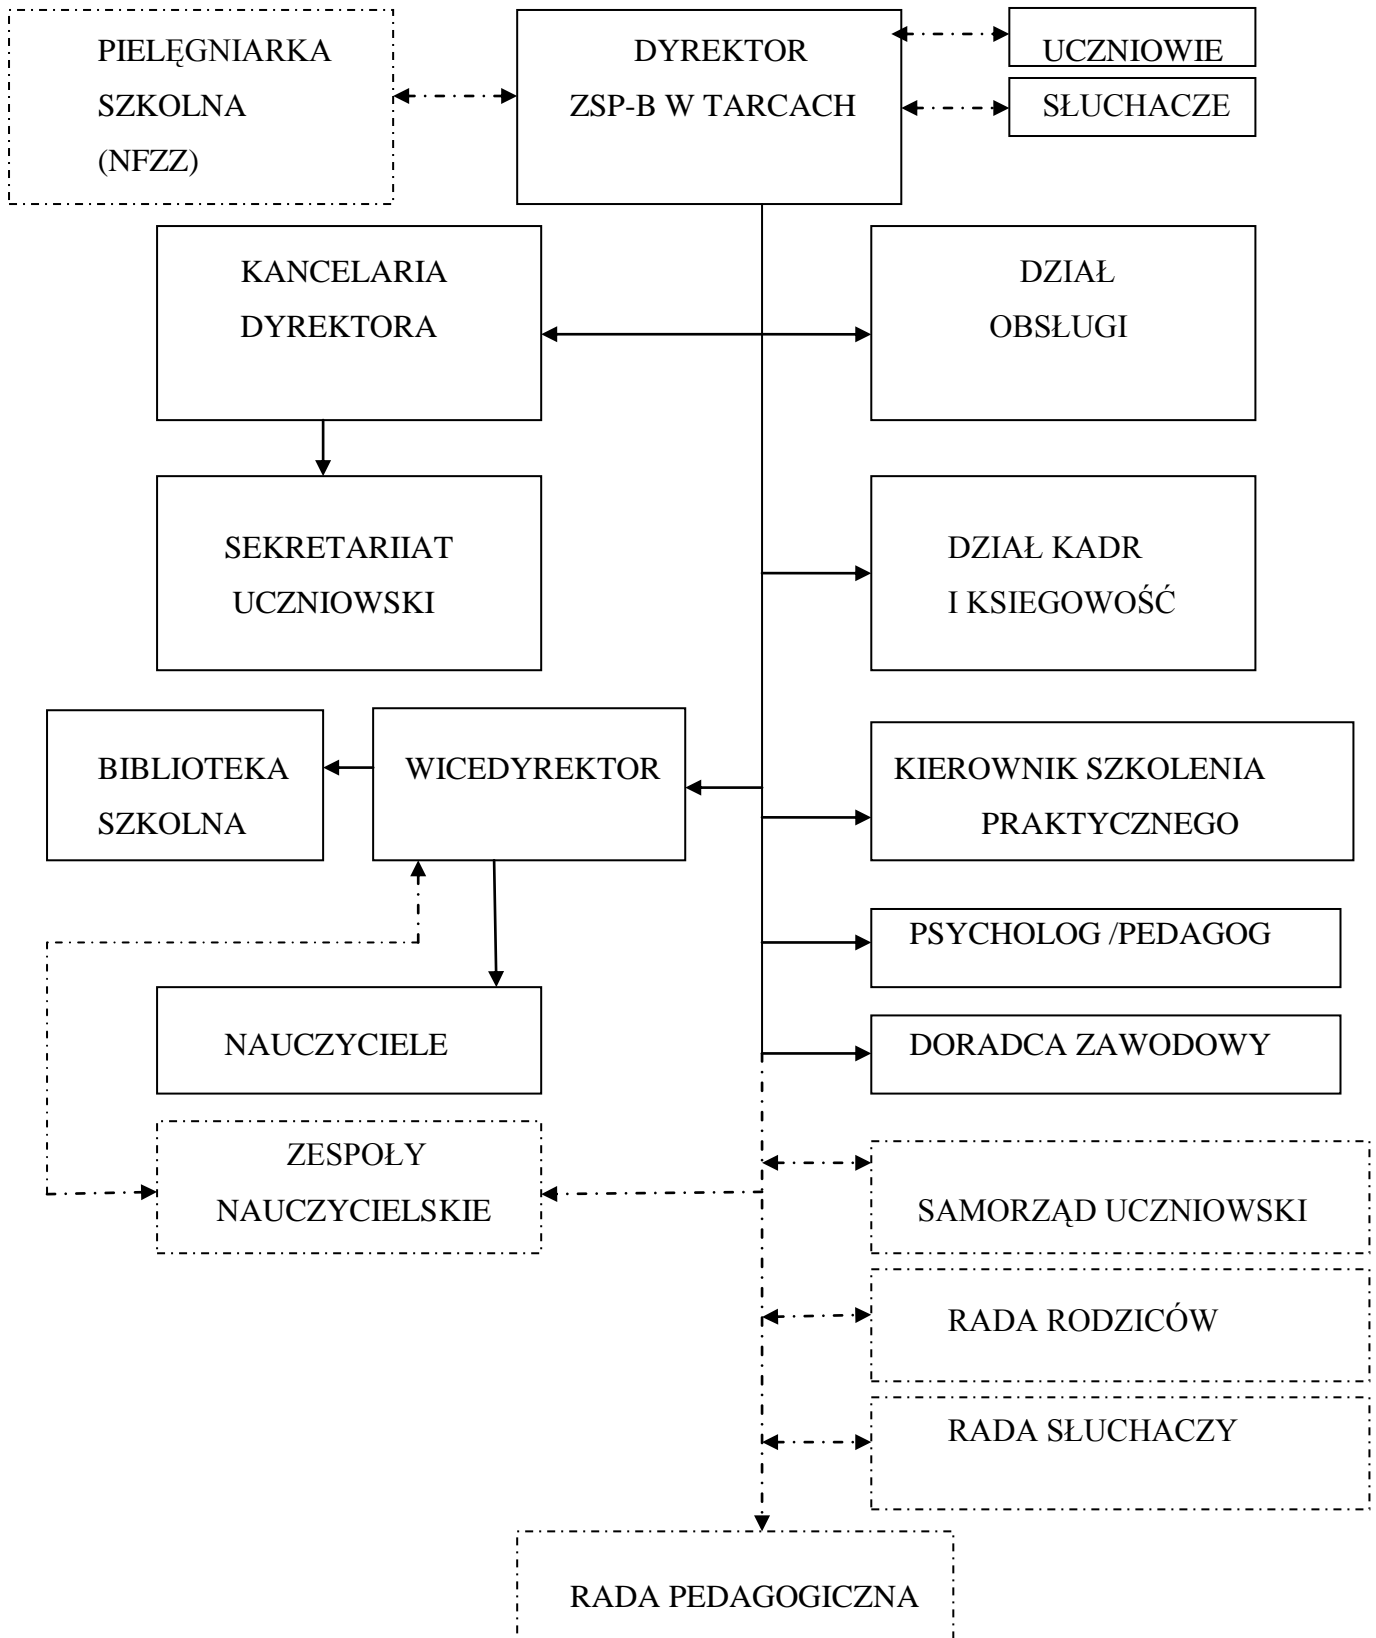 PIELĘGNIARKA
SZKOLNA
(NFZZ)
DYREKTOR
ZSP-B W TARCACH
UCZNIOWIE
SŁUCHACZE
KANCELARIA
DYREKTORA
DZIAŁ
OBSŁUGI
SEKRETARIIAT
UCZNIOWSKI
DZIAŁ KADR
I KSIEGOWOŚĆ
BIBLIOTEKA
SZKOLNA
WICEDYREKTOR
KIEROWNIK SZKOLENIA
PRAKTYCZNEGO
PSYCHOLOG /PEDAGOG
NAUCZYCIELE
DORADCA ZAWODOWY
ZESPOŁY
NAUCZYCIELSKIE
SAMORZĄD UCZNIOWSKI
RADA RODZICÓW
RADA SŁUCHACZY
RADA PEDAGOGICZNA